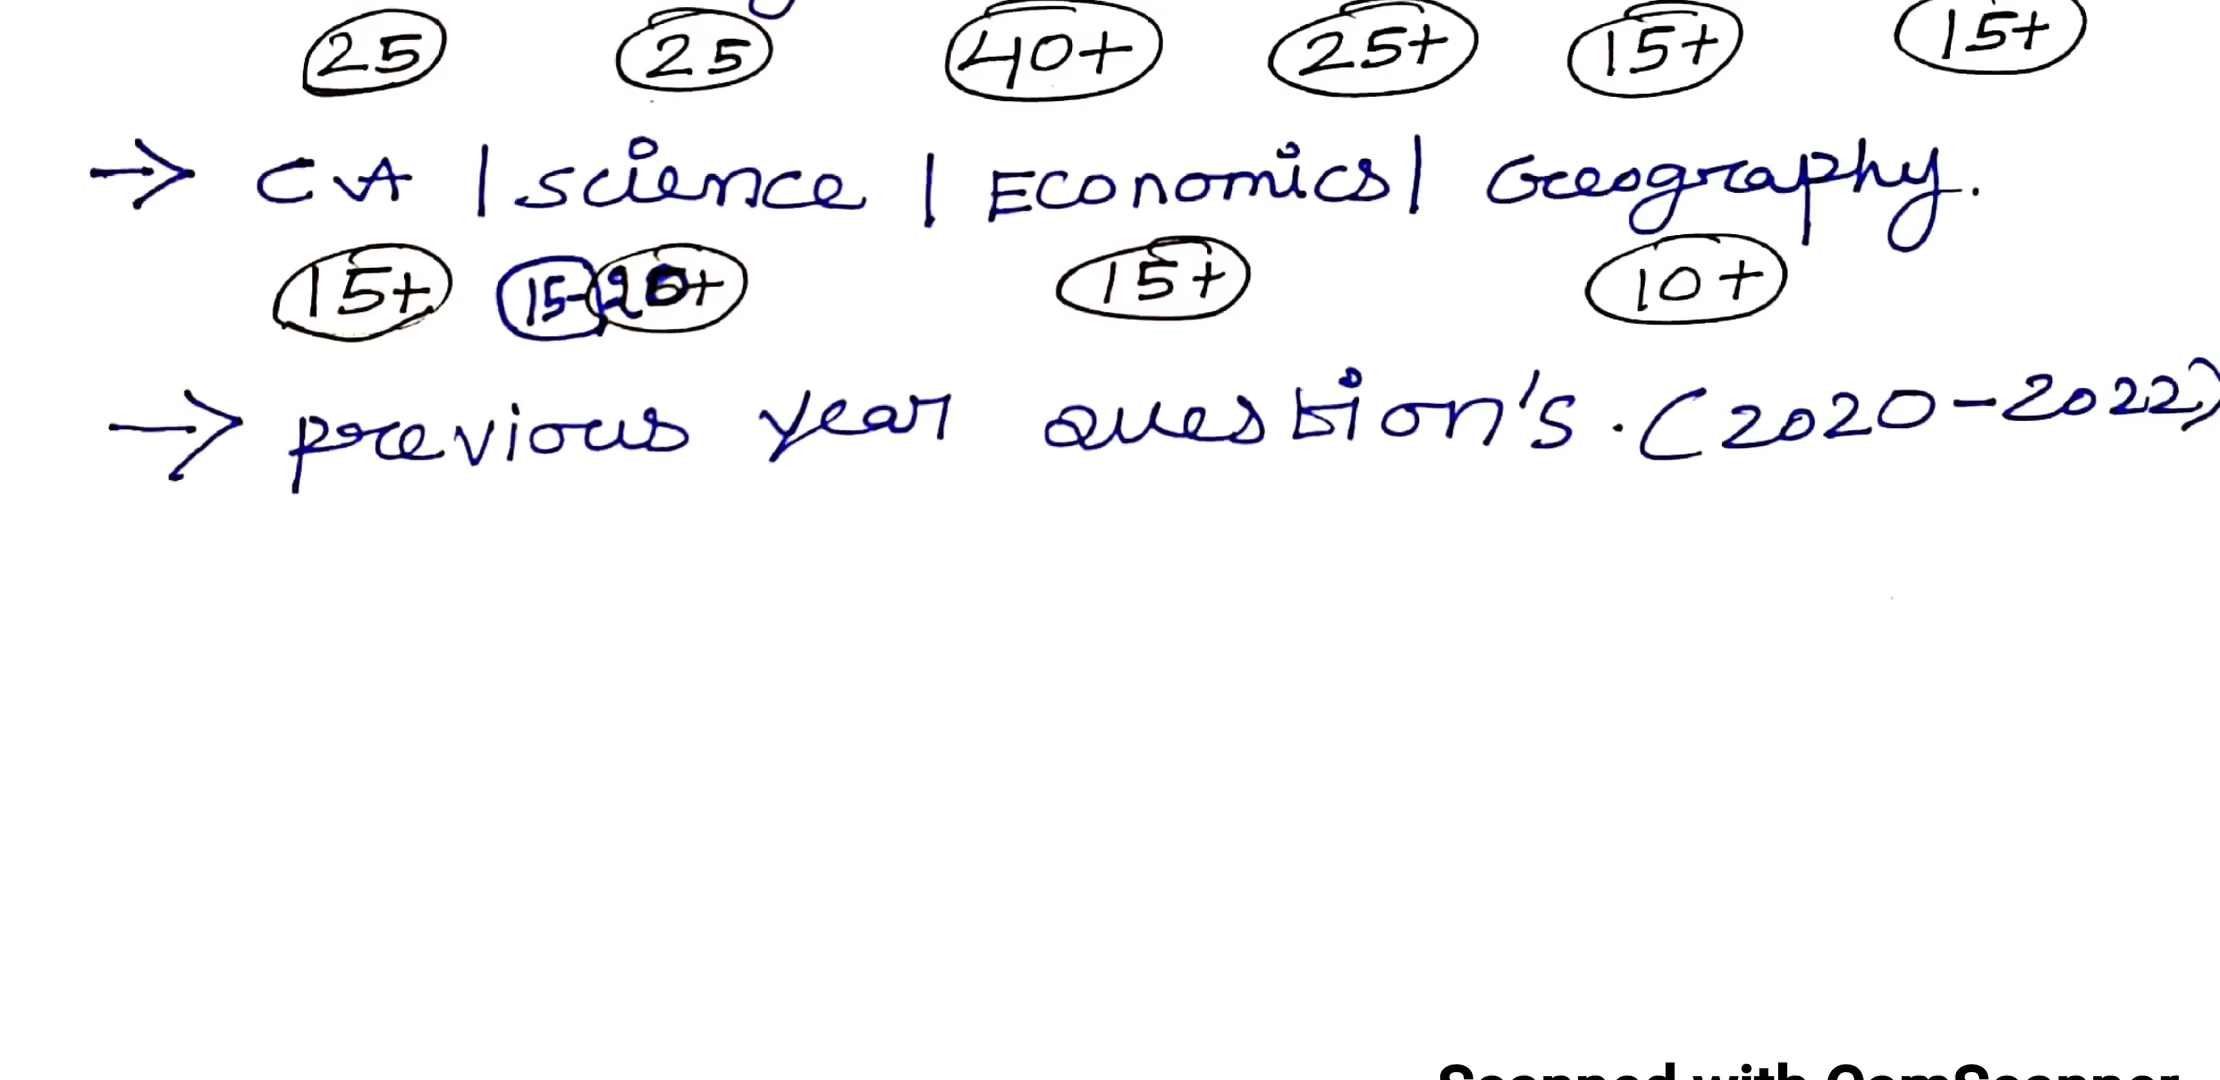 25 25 40+ 25+ 15+ 15+
→ CA | science | Economics | Geography.
15+ 15- 20+ 15+ 10+
→ previous year question's. (2020-2022)
Scanned with CamScanner